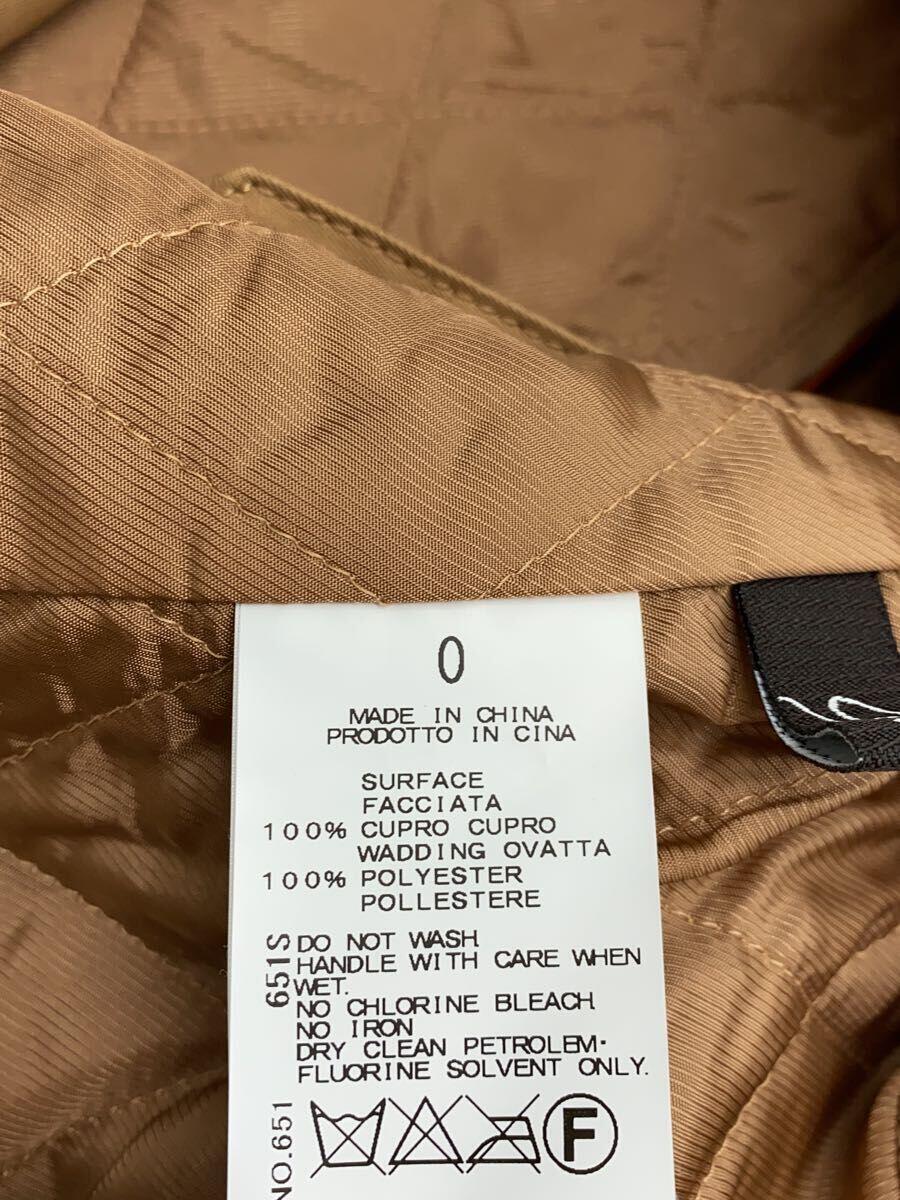 0
MADE IN CHINA
PRODOTTO IN CINA
SURFACE
FACCIATA
100% CUPRO CUPRO
WADDING OVATTA
100% POLYESTER
POLLESTERE
DO NOT WASH
HANDLE WITH CARE WHEN
WET.
NO CHLORINE BLEACH
NO IRON
DRY CLEAN PETROLEM·
FLUORINE SOLVENT ONLY.
F
651S
NO.651